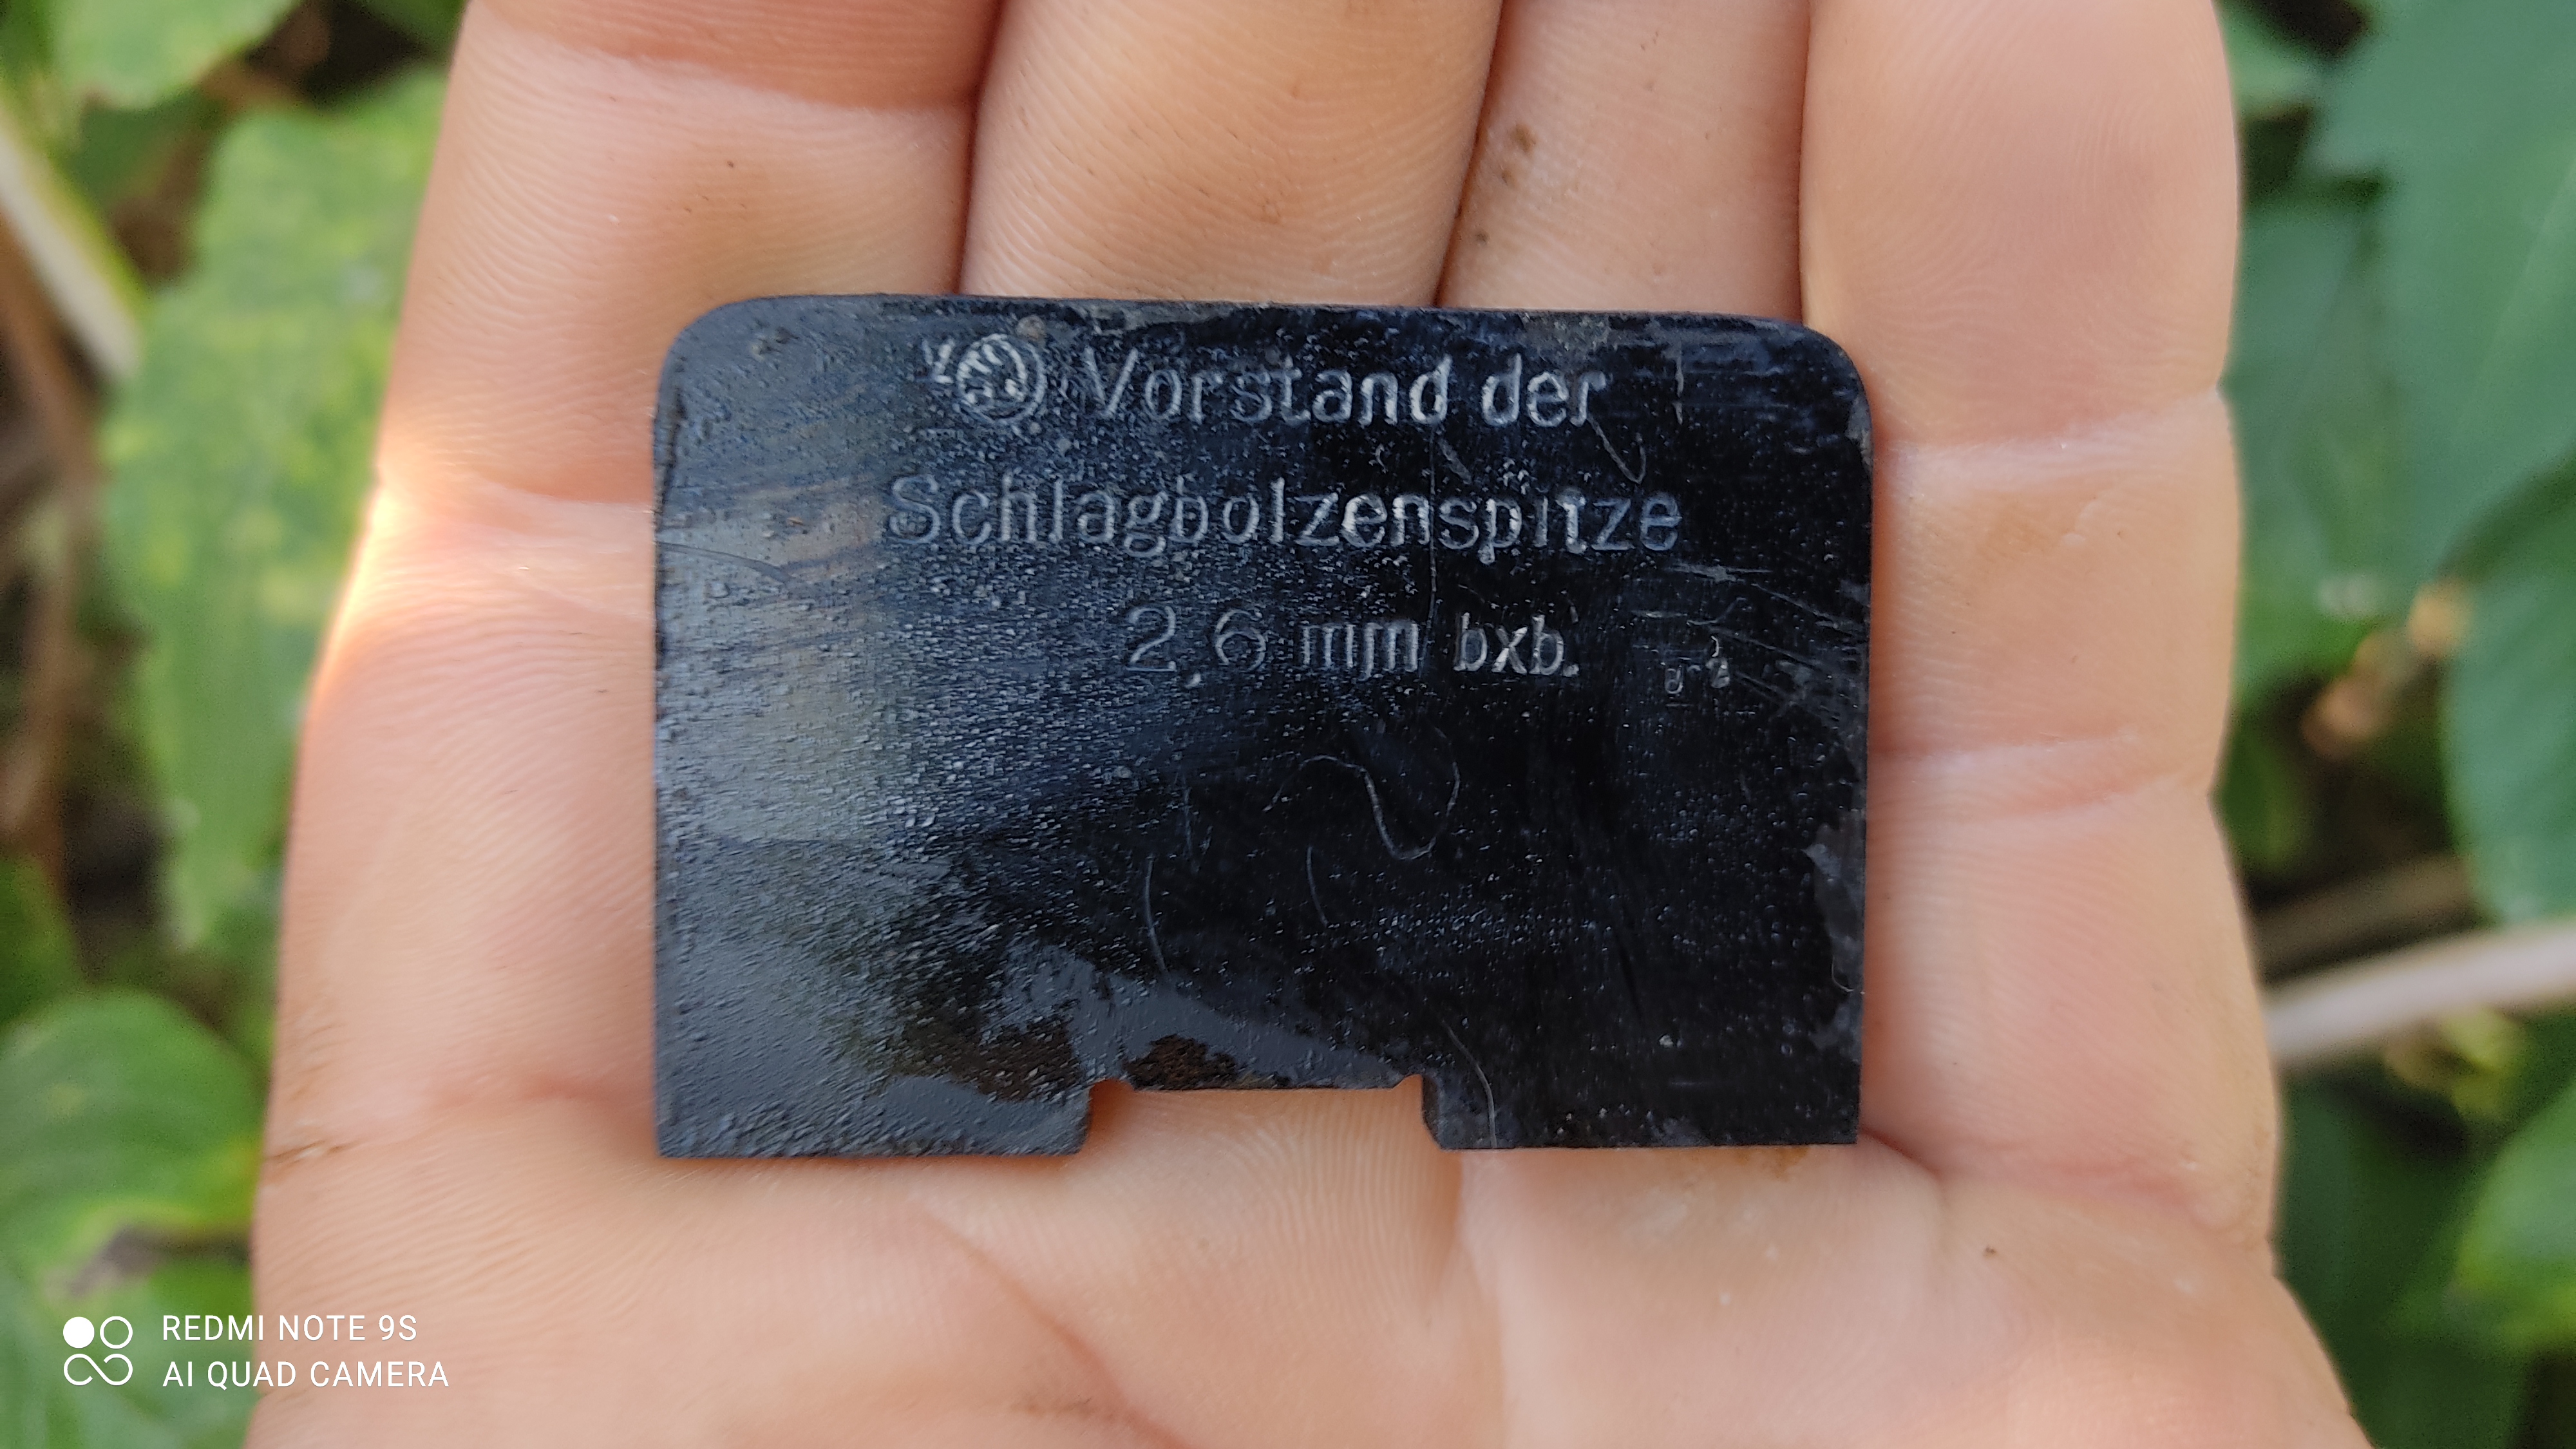 Vorstand der
Schlagbolzenspitze
2,6 mm bxb.
REDMI NOTE 9S
AI QUAD CAMERA